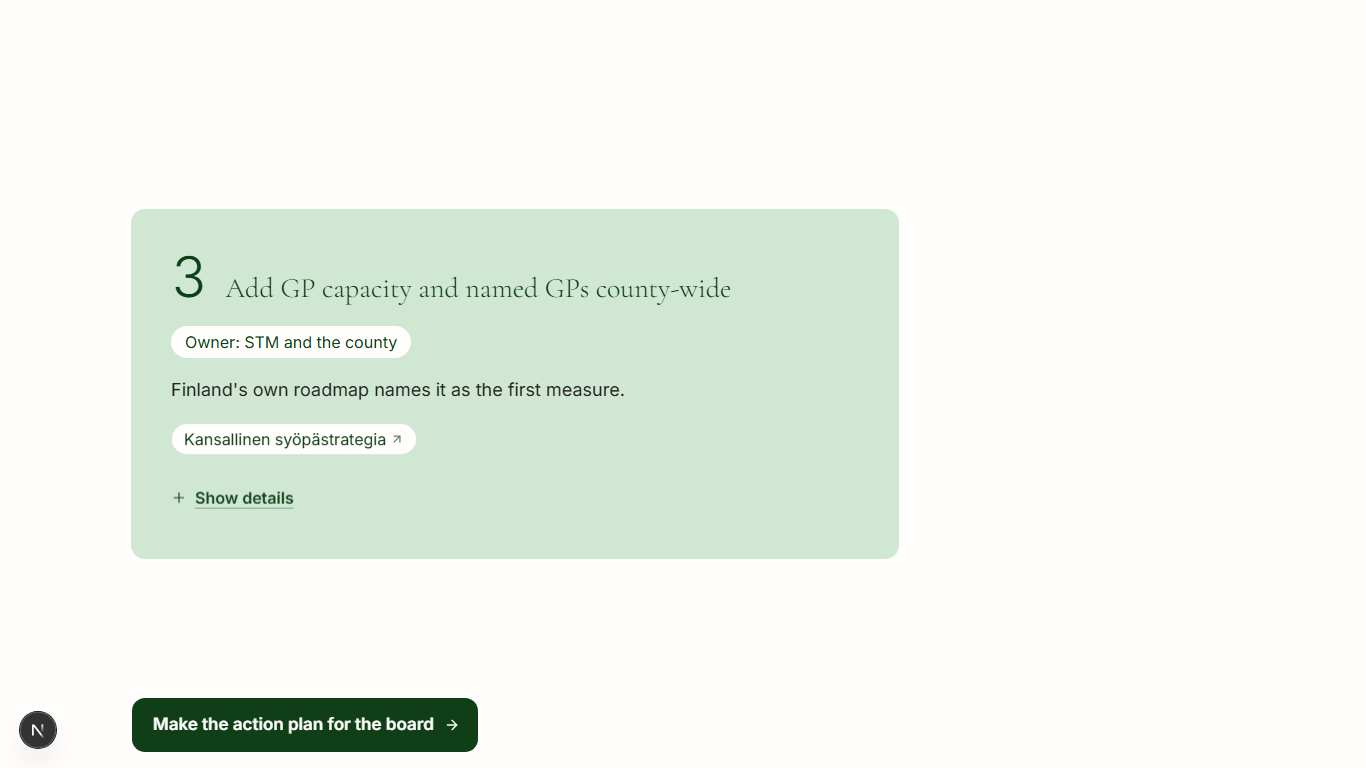 3 Add GP capacity and named GPs county-wide
Owner: STM and the county
Finland's own roadmap names it as the first measure.
Kansallinen syöpästrategia ↗
+ Show details
Make the action plan for the board →
N